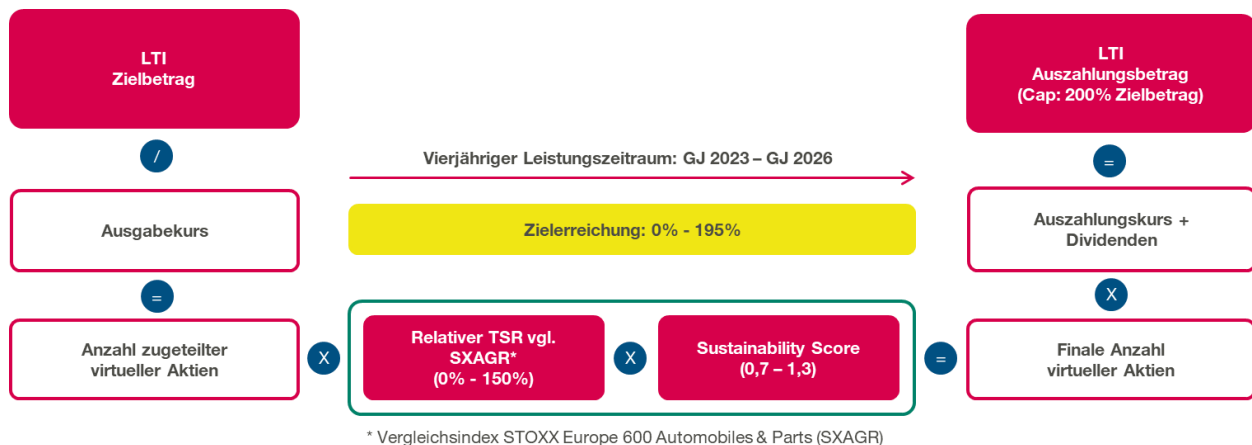 LTI
Zielbetrag
/
Ausgabekurs
=
Anzahl zugeteilter
virtueller Aktien
X
Vierjähriger Leistungszeitraum: GJ 2023 – GJ 2026
Zielerreichung: 0% - 195%
Relativer TSR vgl.
SXAGR*
(0% - 150%)
X
Sustainability Score
(0,7 – 1,3)
=
LTI
Auszahlungsbetrag
(Cap: 200% Zielbetrag)
=
Auszahlungskurs +
Dividenden
X
Finale Anzahl
virtueller Aktien
* Vergleichsindex STOXX Europe 600 Automobiles & Parts (SXAGR)